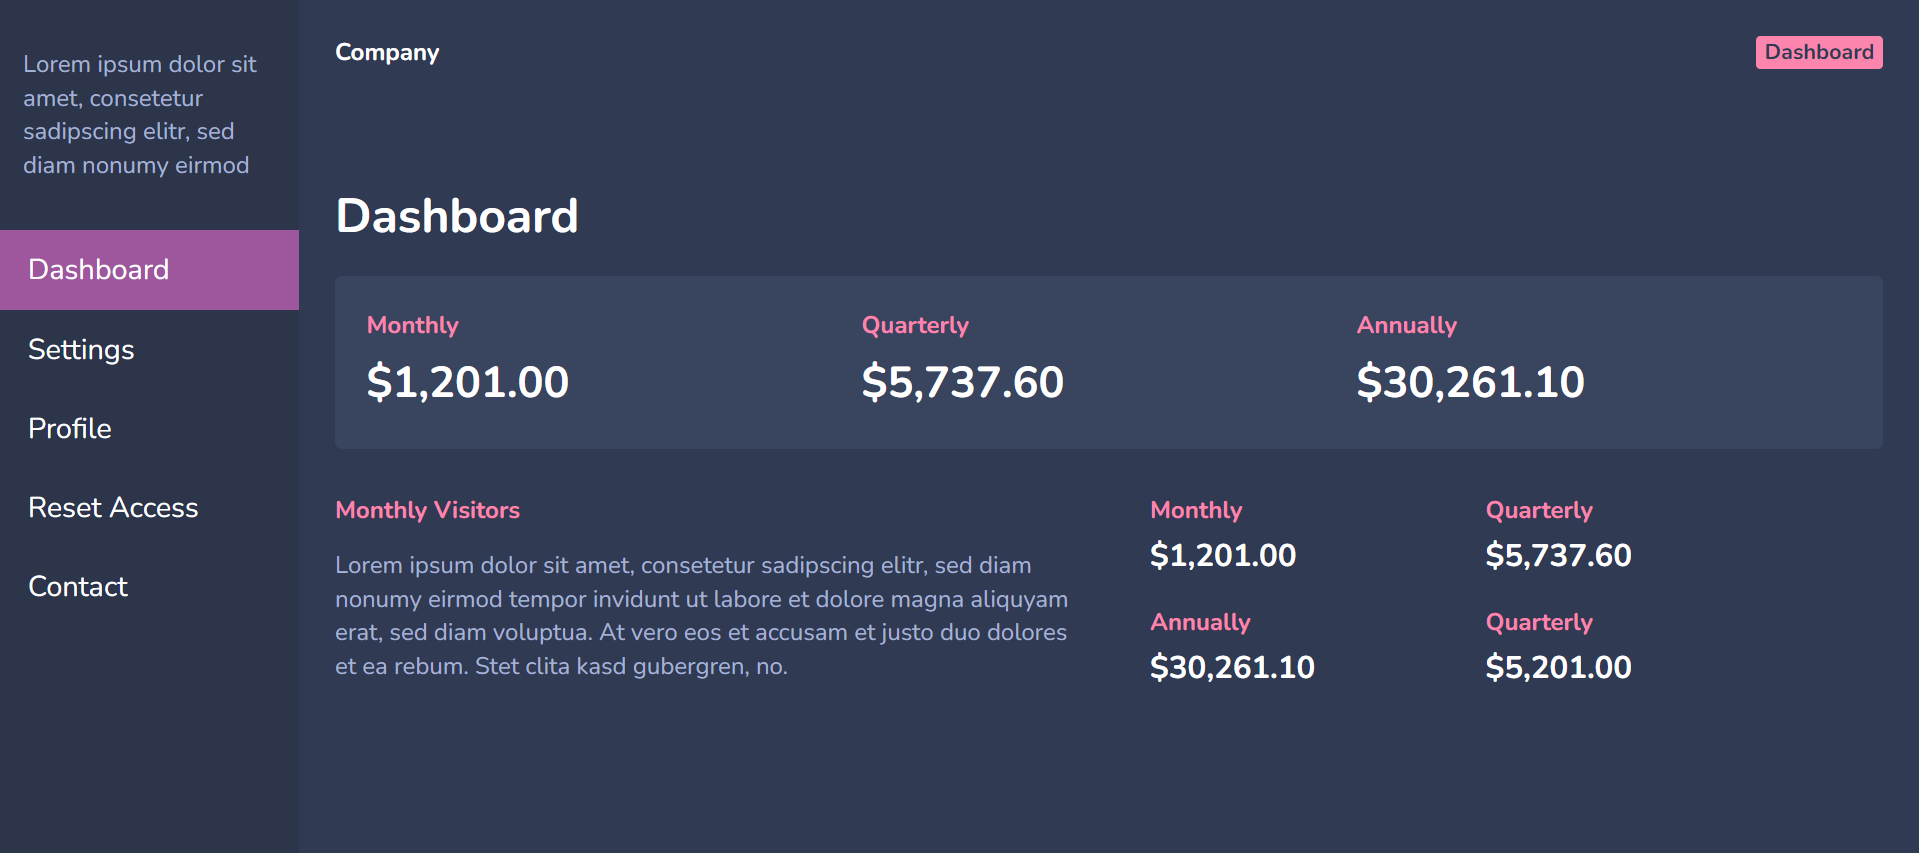 Lorem ipsum dolor sit
amet, consetetur
sadipscing elitr, sed
diam nonumy eirmod
Dashboard
Settings
Profile
Reset Access
Contact
Company
Dashboard
Dashboard
Monthly
$1,201.00
Quarterly
$5,737.60
Annually
$30,261.10
Monthly Visitors
Lorem ipsum dolor sit amet, consetetur sadipscing elitr, sed diam
nonumy eirmod tempor invidunt ut labore et dolore magna aliquyam
erat, sed diam voluptua. At vero eos et accusam et justo duo dolores
et ea rebum. Stet clita kasd gubergren, no.
Monthly
$1,201.00
Quarterly
$5,737.60
Annually
$30,261.10
Quarterly
$5,201.00